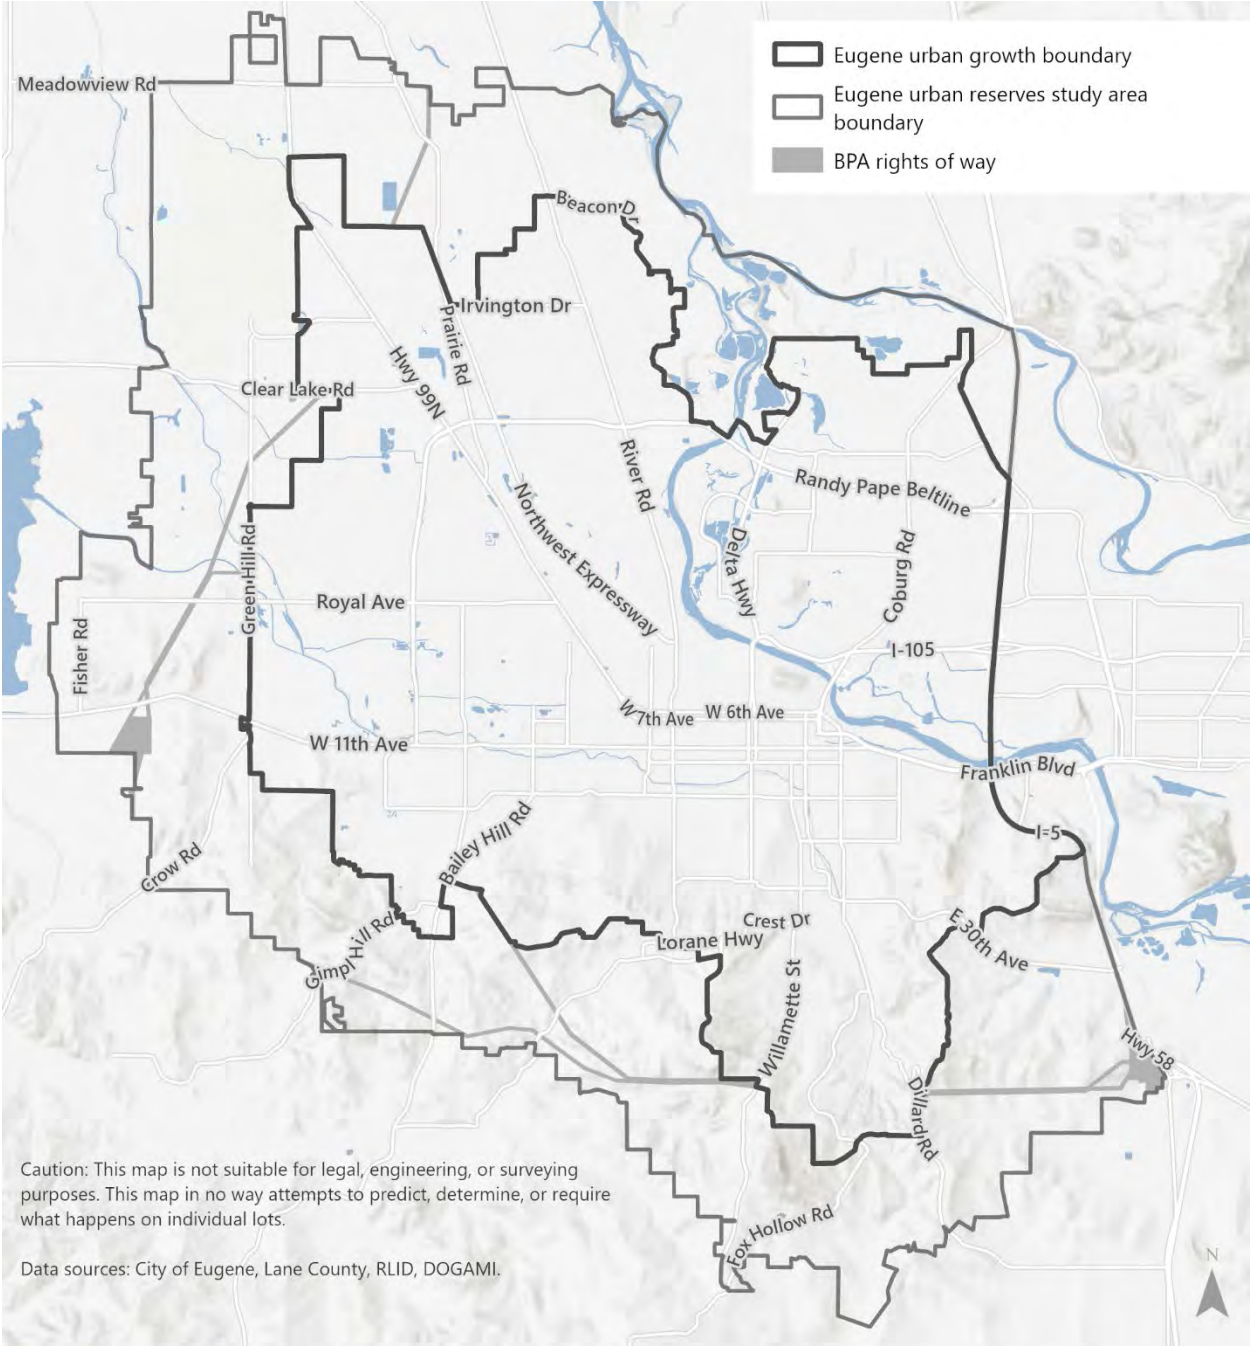 Eugene urban growth boundary
Eugene urban reserves study area
boundary
BPA rights of way
Meadowview Rd
Beacon Dr
Irvington Dr
Prairie Rd
Hwy 99N
Clear Lake Rd
River Rd
Randy Pape Beltline
Northwest Expressway
Delta Hwy
Coburg Rd
Green Hill Rd
Royal Ave
Fisher Rd
I-105
W 7th Ave
W 6th Ave
W 11th Ave
Franklin Blvd
I-5
Bailey Hill Rd
Crow Rd
Crest Dr
Gimpl Hill Rd
Lorane Hwy
E 30th Ave
Willamette St
Hwy 58
Dillard Rd
Fox Hollow Rd
Caution: This map is not suitable for legal, engineering, or surveying
purposes. This map in no way attempts to predict, determine, or require
what happens on individual lots.
Data sources: City of Eugene, Lane County, RLID, DOGAMI.
N